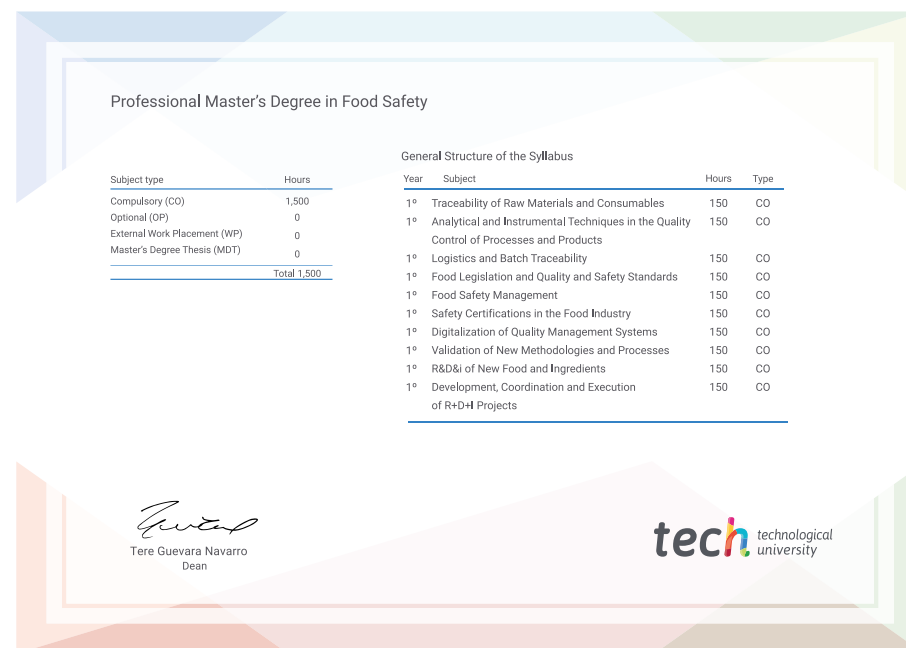 Professional Master's Degree in Food Safety
General Structure of the Syllabus
Subject type Hours
Compulsory (CO) 1,500
Optional (OP) 0
External Work Placement (WP) 0
Master's Degree Thesis (MDT) 0
Total 1,500
Year Subject Hours Type
1º Traceability of Raw Materials and Consumables 150 CO
1º Analytical and Instrumental Techniques in the Quality 150 CO
Control of Processes and Products
1º Logistics and Batch Traceability 150 CO
1º Food Legislation and Quality and Safety Standards 150 CO
1º Food Safety Management 150 CO
1º Safety Certifications in the Food Industry 150 CO
1º Digitalization of Quality Management Systems 150 CO
1º Validation of New Methodologies and Processes 150 CO
1º R&D&i of New Food and Ingredients 150 CO
1º Development, Coordination and Execution 150 CO
of R+D+I Projects
Tere Guevara Navarro
Dean
tech technological
university